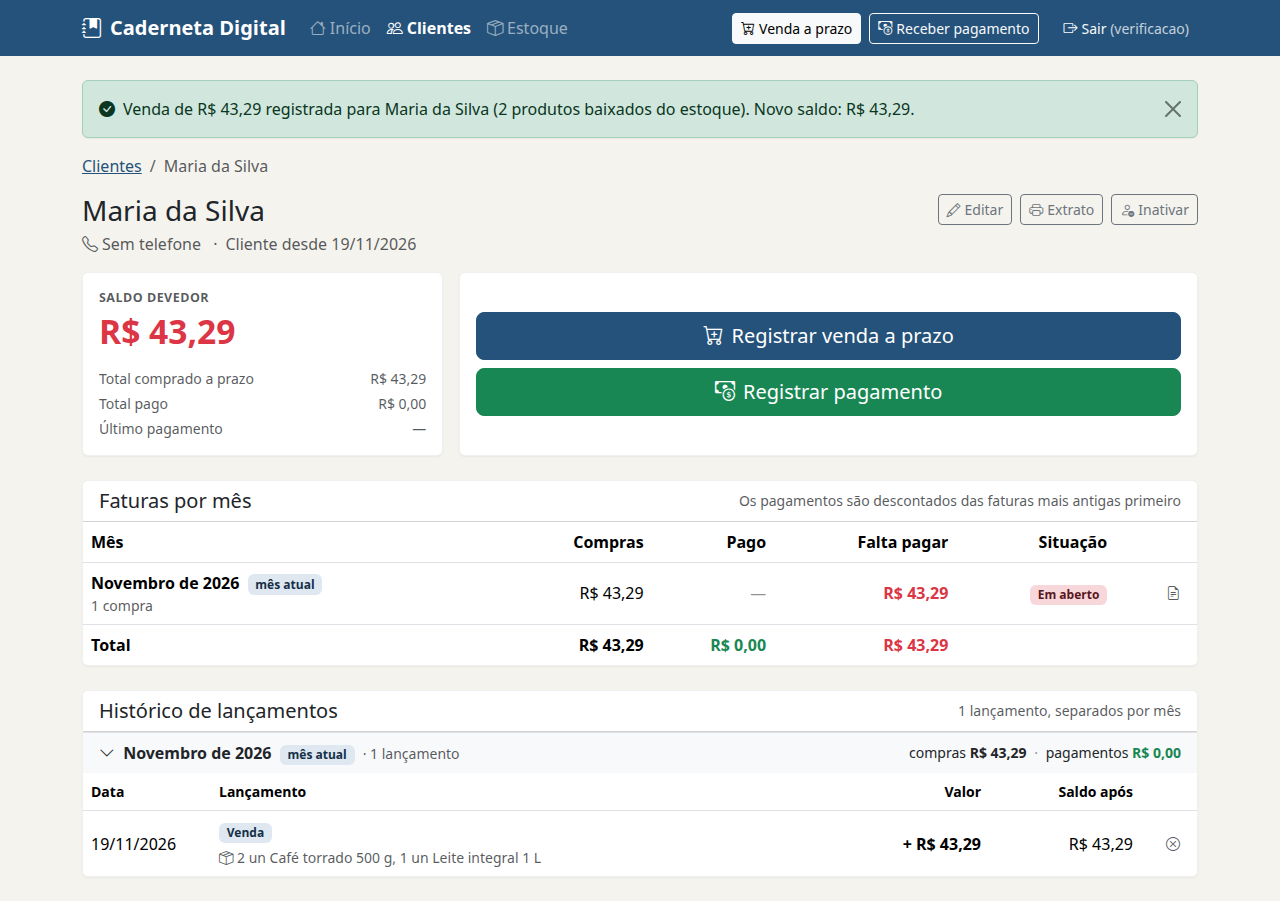 Caderneta Digital Início Clientes Estoque Venda a prazo Receber pagamento Sair (verificacao)
Venda de R$ 43,29 registrada para Maria da Silva (2 produtos baixados do estoque). Novo saldo: R$ 43,29.
Clientes / Maria da Silva
Maria da Silva Editar Extrato Inativar
Sem telefone · Cliente desde 19/11/2026
SALDO DEVEDOR
R$ 43,29
Total comprado a prazo R$ 43,29
Total pago R$ 0,00
Último pagamento —
Registrar venda a prazo
Registrar pagamento
Faturas por mês Os pagamentos são descontados das faturas mais antigas primeiro
Mês Compras Pago Falta pagar Situação
Novembro de 2026 mês atual R$ 43,29 — R$ 43,29 Em aberto
1 compra
Total R$ 43,29 R$ 0,00 R$ 43,29
Histórico de lançamentos 1 lançamento, separados por mês
Novembro de 2026 mês atual · 1 lançamento compras R$ 43,29 · pagamentos R$ 0,00
Data Lançamento Valor Saldo após
Venda
19/11/2026 + R$ 43,29 R$ 43,29
2 un Café torrado 500 g, 1 un Leite integral 1 L